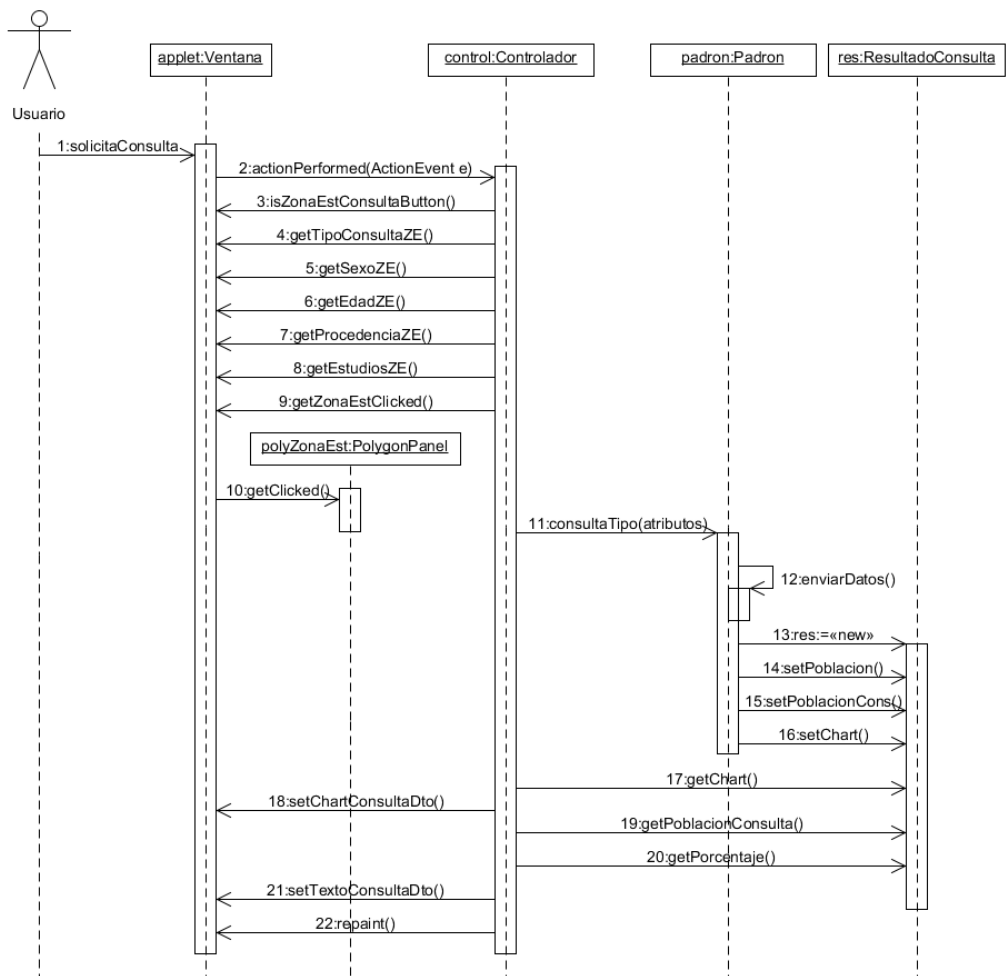 applet:Ventana
control:Controlador
padron:Padron
res:ResultadoConsulta
Usuario
1:solicitaConsulta
2:actionPerformed(ActionEvent e)
3:isZonaEstConsultaButton()
4:getTipoConsultaZE()
5:getSexoZE()
6:getEdadZE()
7:getProcedenciaZE()
8:getEstudiosZE()
9:getZonaEstClicked()
polyZonaEst:PolygonPanel
10:getClicked()
11:consultaTipo(atributos)
12:enviarDatos()
13:res:=«new»
14:setPoblacion()
15:setPoblacionCons()
16:setChart()
17:getChart()
18:setChartConsultaDto()
19:getPoblacionConsulta()
20:getPorcentaje()
21:setTextoConsultaDto()
22:repaint()